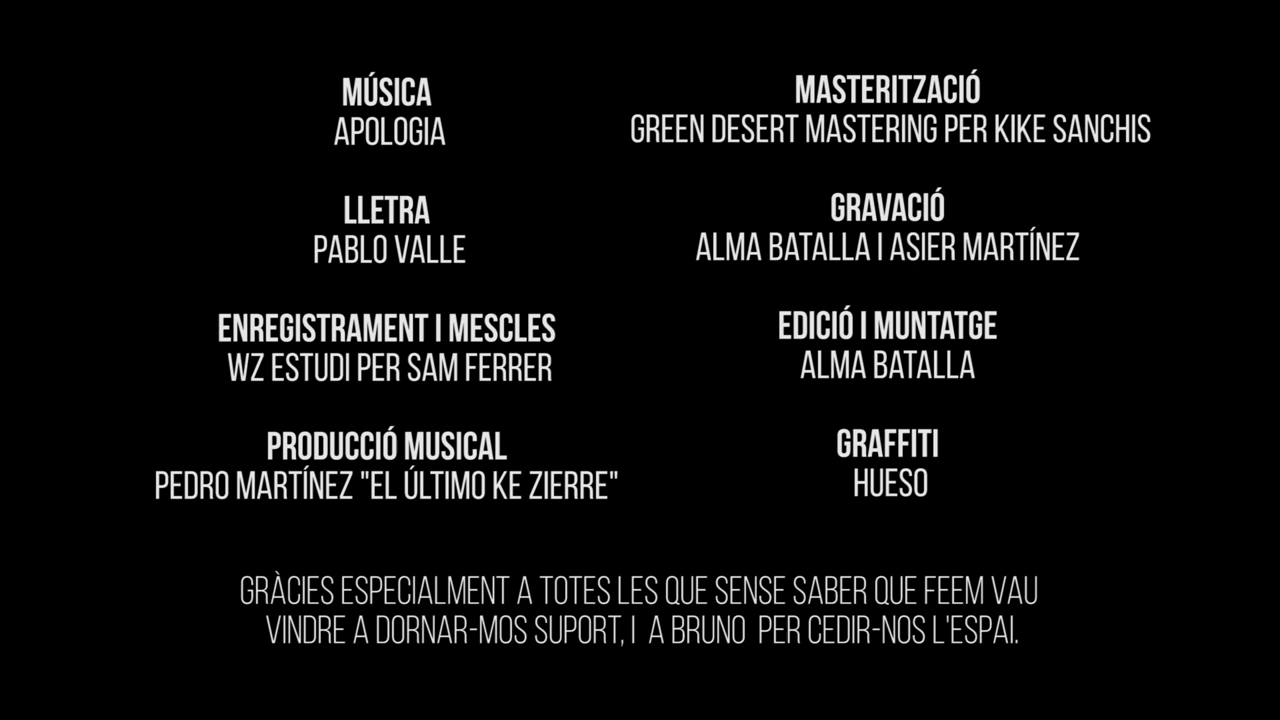 MÚSICA
APOLOGIA
LLETRA
PABLO VALLE
ENREGISTRAMENT I MESCLES
WZ ESTUDI PER SAM FERRER
PRODUCCIÓ MUSICAL
PEDRO MARTÍNEZ "EL ÚLTIMO KE ZIERRE"
MASTERITZACIÓ
GREEN DESERT MASTERING PER KIKE SANCHIS
GRAVACIÓ
ALMA BATALLA I ASIER MARTÍNEZ
EDICIÓ I MUNTATGE
ALMA BATALLA
GRAFFITI
HUESO
GRÀCIES ESPECIALMENT A TOTES LES QUE SENSE SABER QUE FEEM VAU
VINDRE A DORNAR-MOS SUPORT, I A BRUNO PER CEDIR-NOS L'ESPAI.